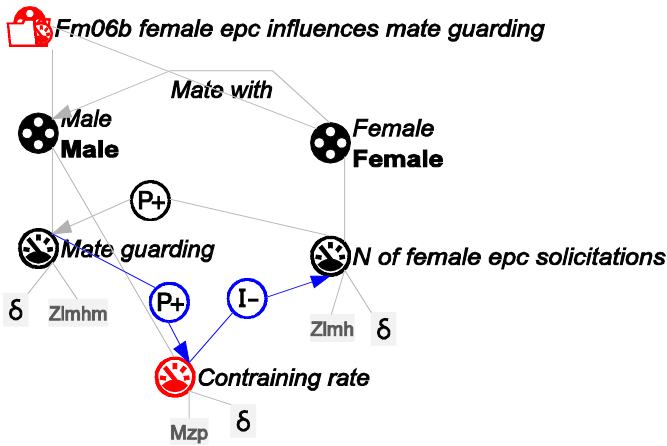 Fm06b female epc influences mate guarding
Mate with
Male
Male
Female
Female
P+
Mate guarding
N of female epc solicitations
P+
I-
δ
Zlmhm
Zlmh
δ
Contraining rate
Mzp
δ